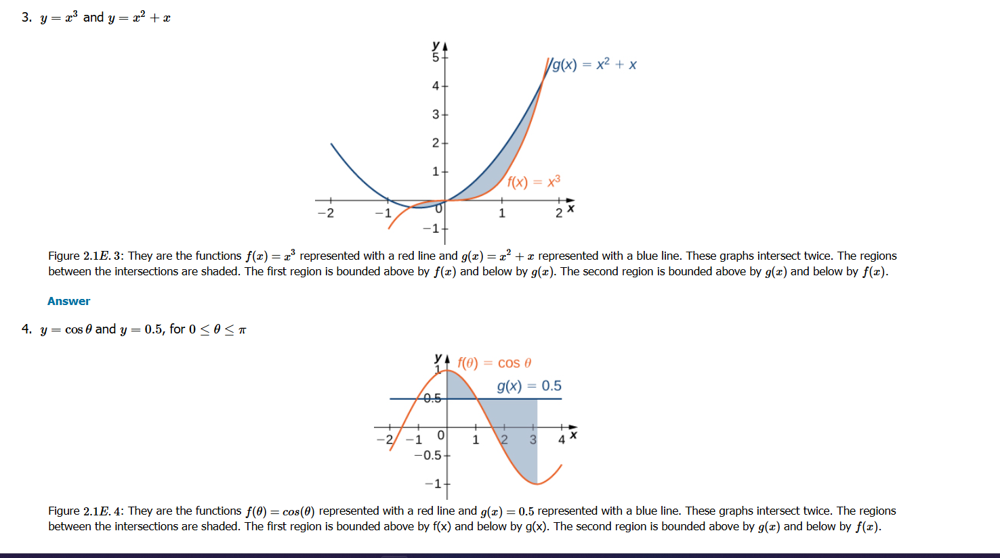 3. y = x³ and y = x² + x
y
5
4
3
2
1
−1
−2
−1
0
1
2
x
g(x) = x² + x
f(x) = x³
Figure 2.1E.3: They are the functions f(x) = x³ represented with a red line and g(x) = x² + x represented with a blue line. These graphs intersect twice. The regions
between the intersections are shaded. The first region is bounded above by f(x) and below by g(x). The second region is bounded above by g(x) and below by f(x).
Answer
4. y = cos θ and y = 0.5, for 0 ≤ θ ≤ π
y
1
f(θ) = cos θ
g(x) = 0.5
0.5
−2
−1
0
1
2
3
4
x
−0.5
−1
Figure 2.1E.4: They are the functions f(θ) = cos(θ) represented with a red line and g(x) = 0.5 represented with a blue line. These graphs intersect twice. The regions
between the intersections are shaded. The first region is bounded above by f(x) and below by g(x). The second region is bounded above by g(x) and below by f(x).